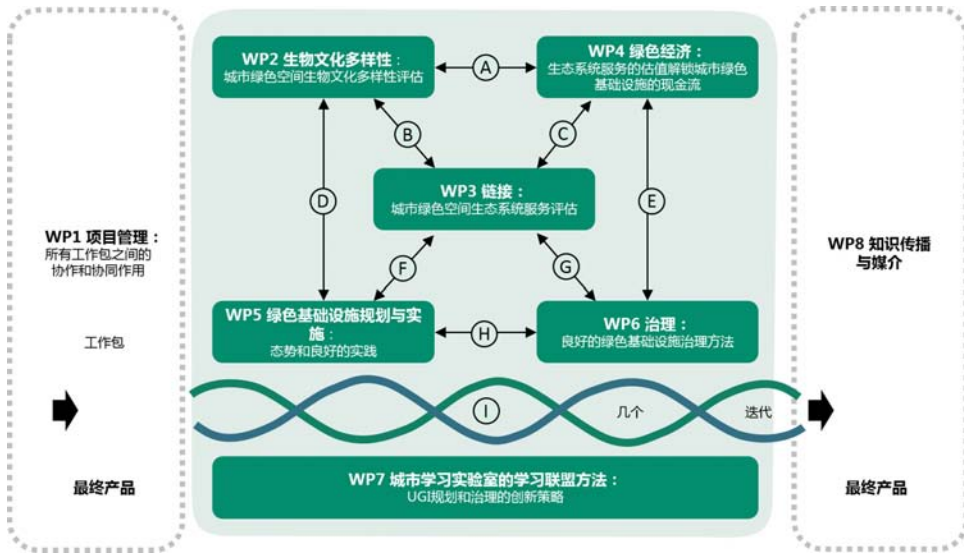 WP1 项目管理：
所有工作包之间的
协作和协同作用
工作包
最终产品
WP2 生物文化多样性：
城市绿色空间生物文化多样性评估
A
WP4 绿色经济：
生态系统服务的估值解锁城市绿色
基础设施的现金流
B
C
WP3 链接：
城市绿色空间生态系统服务评估
D
E
F
G
WP5 绿色基础设施规划与实
施：
态势和良好的实践
H
WP6 治理：
良好的绿色基础设施治理方法
I
几个
迭代
WP7 城市学习实验室的学习联盟方法：
UGI规划和治理的创新策略
WP8 知识传播
与媒介
最终产品